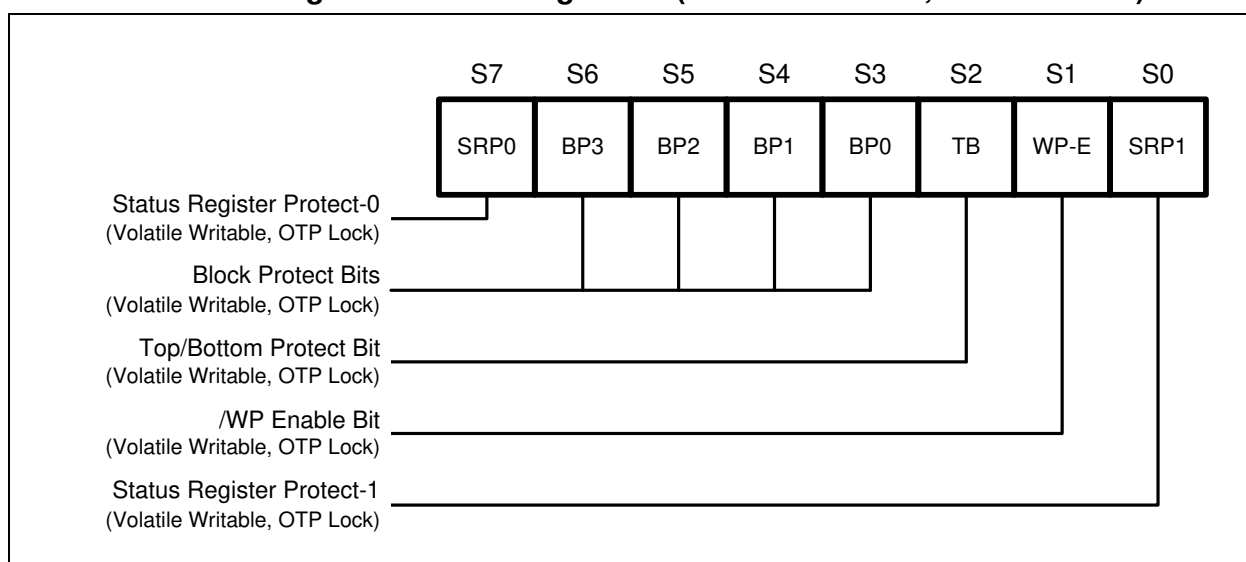 S7 S6 S5 S4 S3 S2 S1 S0
SRP0 BP3 BP2 BP1 BP0 TB WP-E SRP1
Status Register Protect-0
(Volatile Writable, OTP Lock)
Block Protect Bits
(Volatile Writable, OTP Lock)
Top/Bottom Protect Bit
(Volatile Writable, OTP Lock)
/WP Enable Bit
(Volatile Writable, OTP Lock)
Status Register Protect-1
(Volatile Writable, OTP Lock)